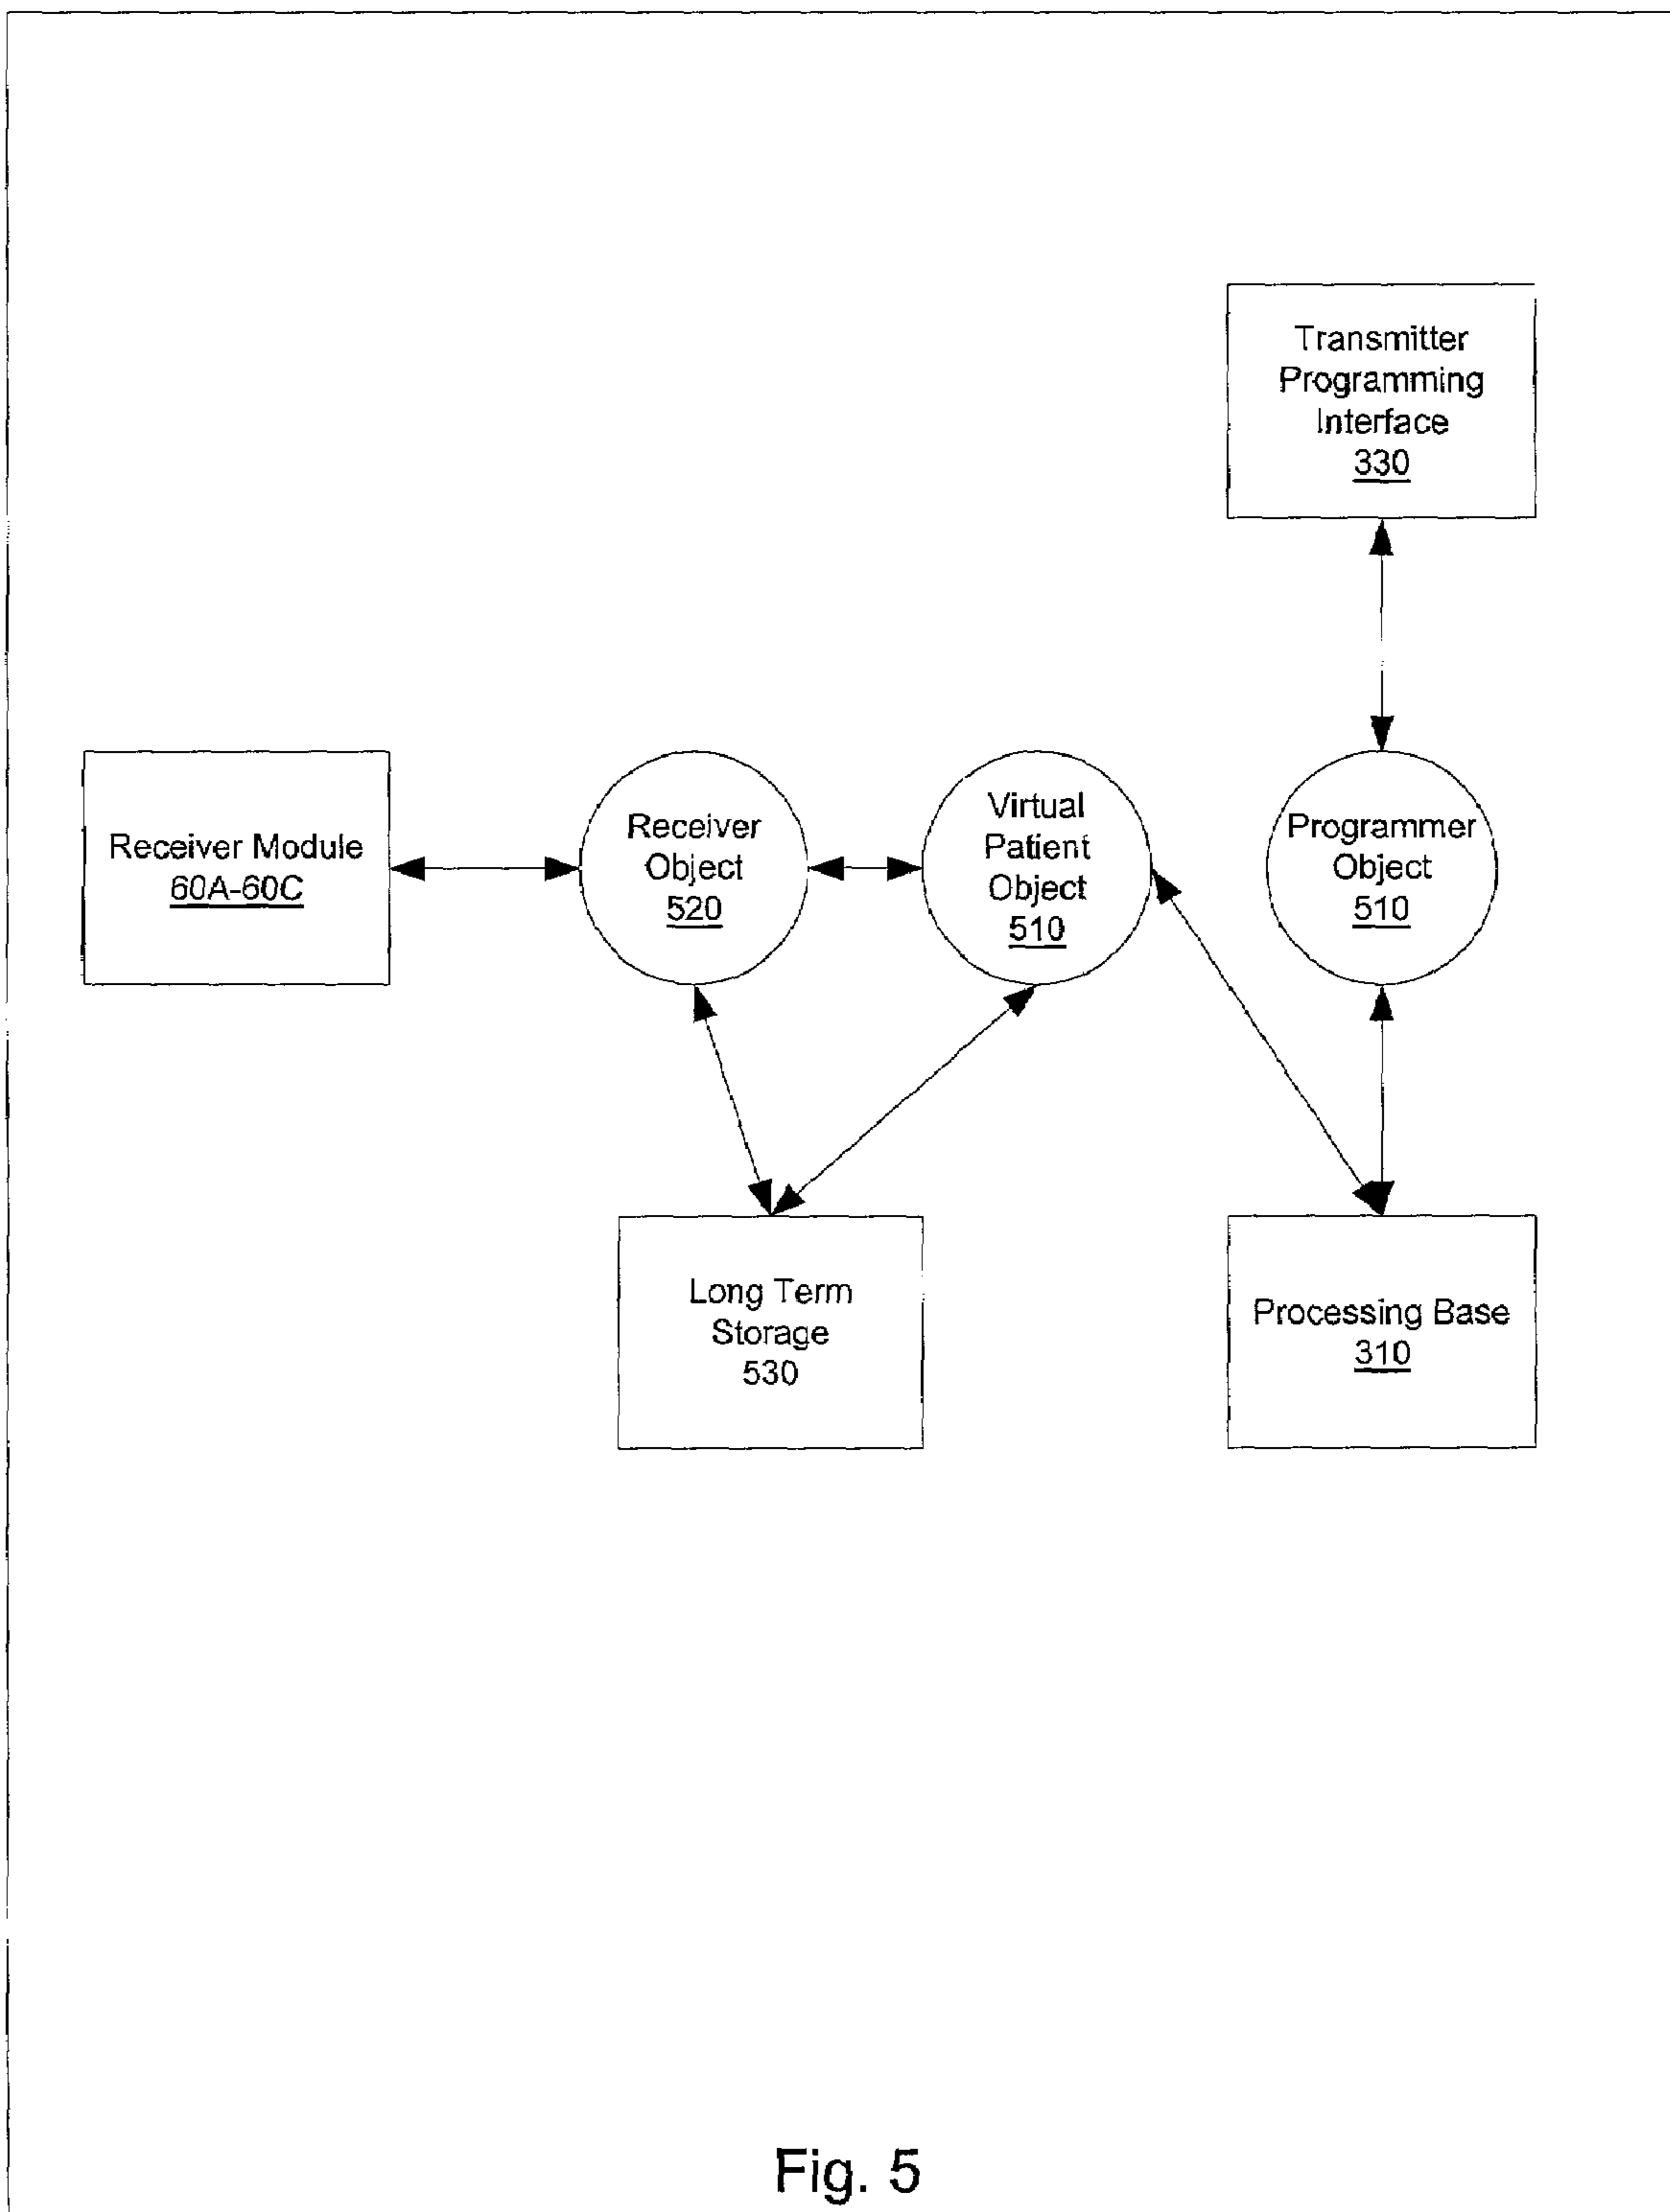 Transmitter
Programming
Interface
330
Receiver Module
60A-60C
Receiver
Object
520
Virtual
Patient
Object
510
Programmer
Object
510
Long Term
Storage
530
Processing Base
310
Fig. 5